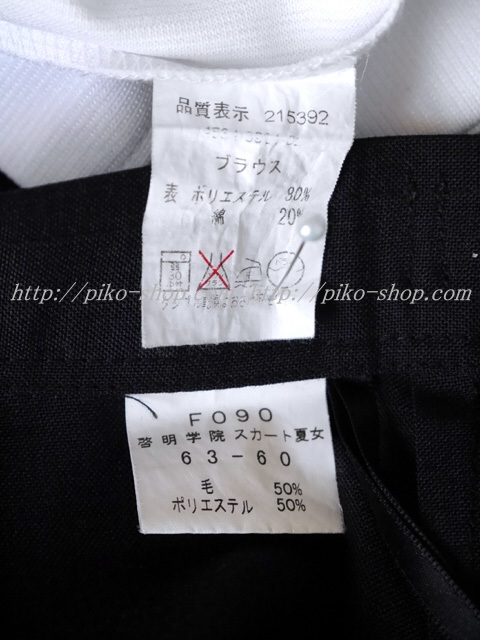 品質表示 215392
ブラウス
表 ポリエステル 80%
綿 20%
http://piko-shop.com/ http://piko-shop.com
F090
啓明学院 スカート夏女
63-60
毛 50%
ポリエステル 50%